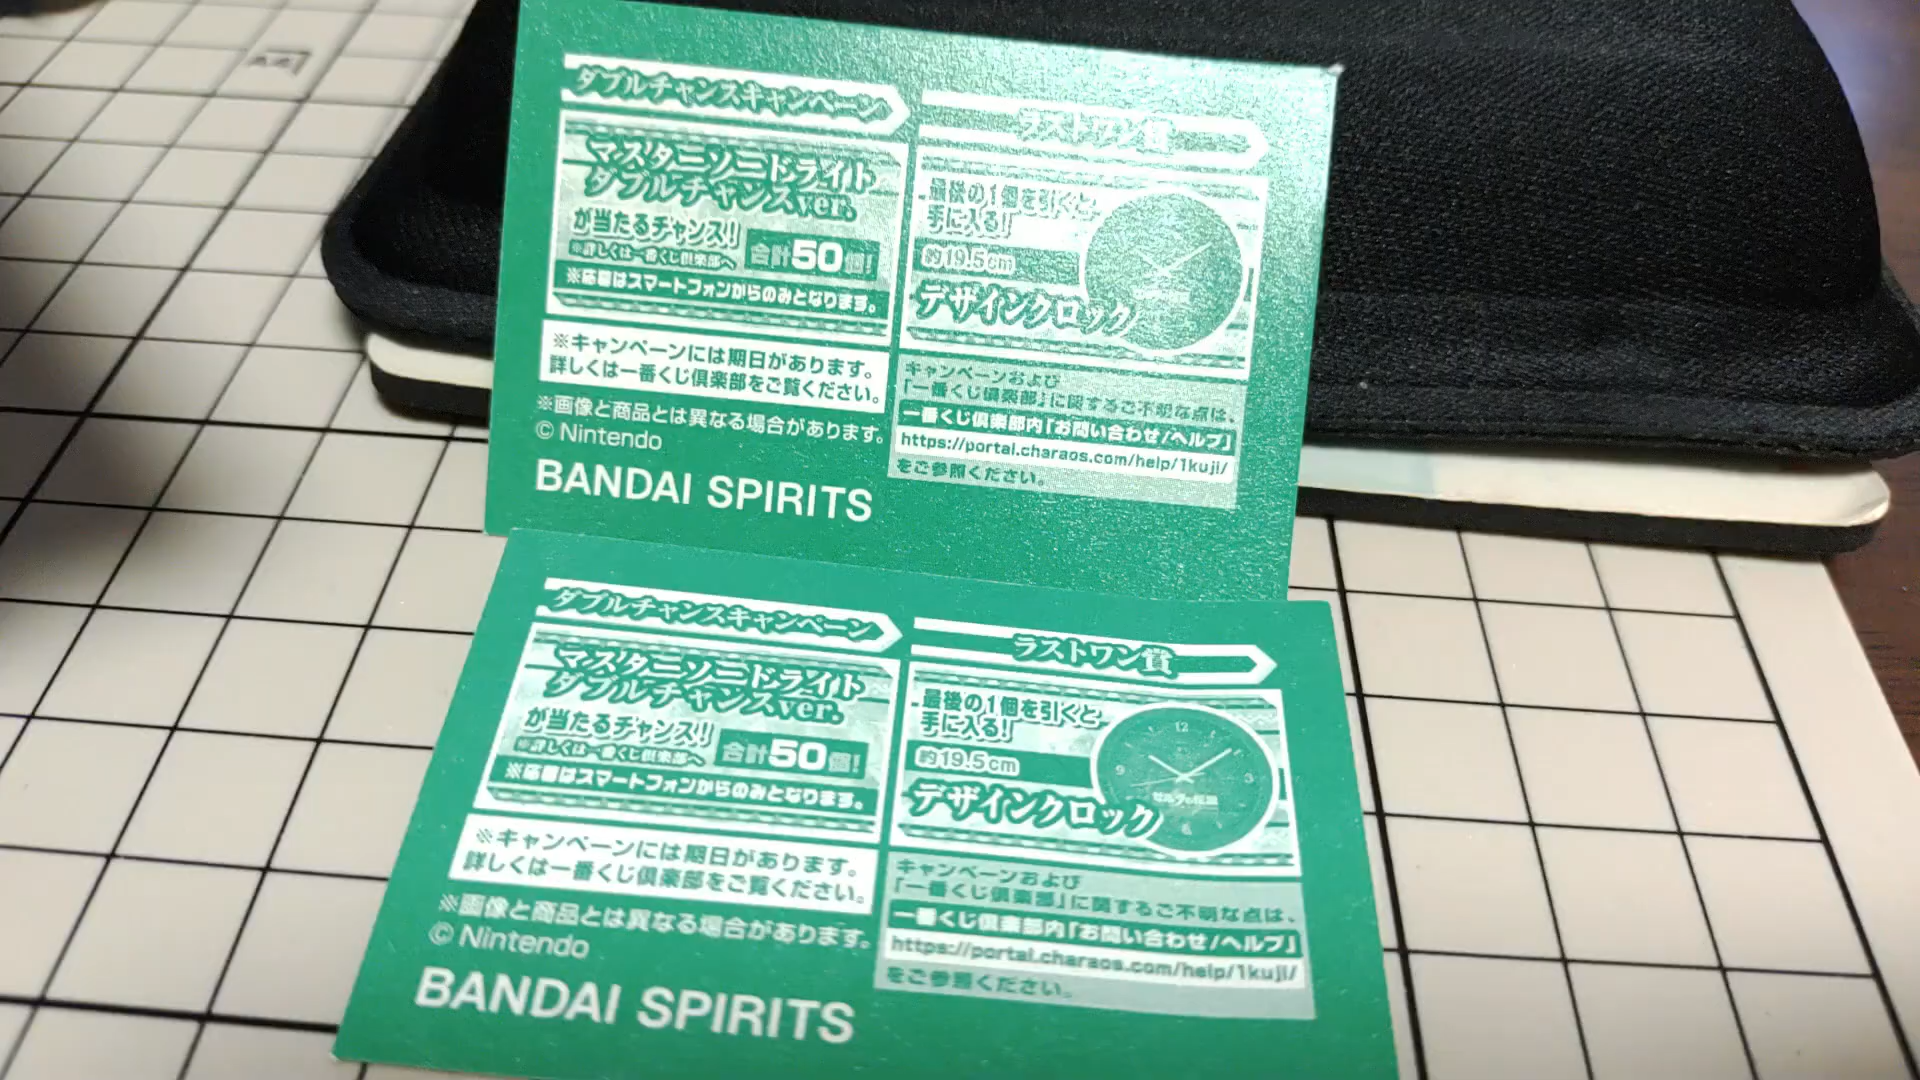 ダブルチャンスキャンペーン
マスターソードライト
ダブルチャンスver.
が当たるチャンス!!
※詳しくは一番くじ倶楽部へ
合計50個!
※応募はスマートフォンからのみとなります。
※キャンペーンには期日があります。
詳しくは一番くじ倶楽部をご覧ください。
※画像と商品とは異なる場合があります。
© Nintendo
BANDAI SPIRITS
ラストワン賞
最後の1個を引くと
手に入る!
約19.5cm
デザインクロック
キャンペーンおよび
「一番くじ倶楽部」に関するご不明な点は、
一番くじ倶楽部内「お問い合わせ/ヘルプ」
https://portal.charaos.com/help/1kuji/
をご参照ください。
ダブルチャンスキャンペーン
マスターソードライト
ダブルチャンスver.
が当たるチャンス!!
※詳しくは一番くじ倶楽部へ
合計50個!
※応募はスマートフォンからのみとなります。
※キャンペーンには期日があります。
詳しくは一番くじ倶楽部をご覧ください。
※画像と商品とは異なる場合があります。
© Nintendo
BANDAI SPIRITS
ラストワン賞
最後の1個を引くと
手に入る!
約19.5cm
デザインクロック
12
3
9
ゼルダの伝説
キャンペーンおよび
「一番くじ倶楽部」に関するご不明な点は、
一番くじ倶楽部内「お問い合わせ/ヘルプ」
https://portal.charaos.com/help/1kuji/
をご参照ください。